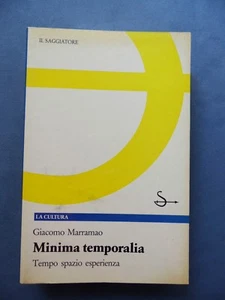 IL SAGGIATORE
LA CULTURA
Giacomo Marramao
Minima temporalia
Tempo spazio esperienza